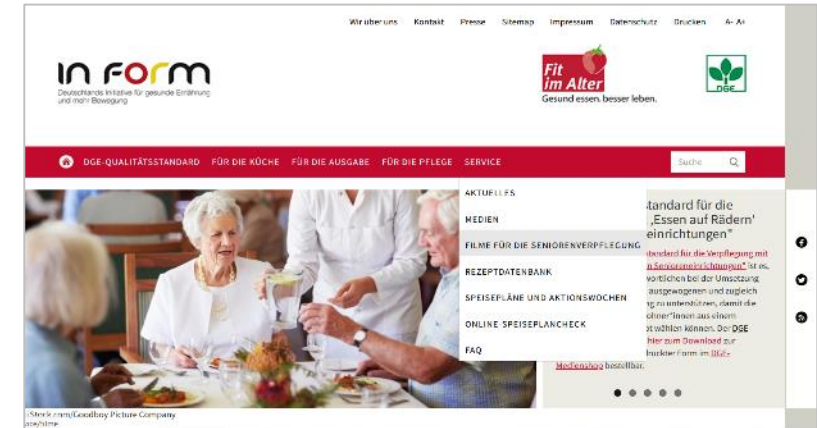 Wir über uns Kontakt Presse Sitemap Impressum Datenschutz Drucken A- A+
IN FORM
Deutschlands Initiative für gesunde Ernährung
und mehr Bewegung
Fit
im Alter
Gesund essen, besser leben.
DGE
DGE-QUALITÄTSSTANDARD FÜR DIE KÜCHE FÜR DIE AUSGABE FÜR DIE PFLEGE SERVICE
Suche
AKTUELLES
MEDIEN
FILME FÜR DIE SENIORENVERPFLEGUNG
REZEPTDATENBANK
SPEISEPLÄNE UND AKTIONSWOCHEN
ONLINE-SPEISEPLANCHECK
FAQ
standard für die
‚Essen auf Rädern'
einrichtungen"
standard für die Verpflegung mit
n Senioreneinrichtungen" ist es,
wortlichen bei der Umsetzung
ausgewogenen und zugleich
ng zu unterstützen, damit die
ohner*innen aus einem
ot wählen können. Der DGE
hier zum Download zur
druckter Form im DGE-
Medienshop bestellbar.
iStock.com/Goodboy Picture Company